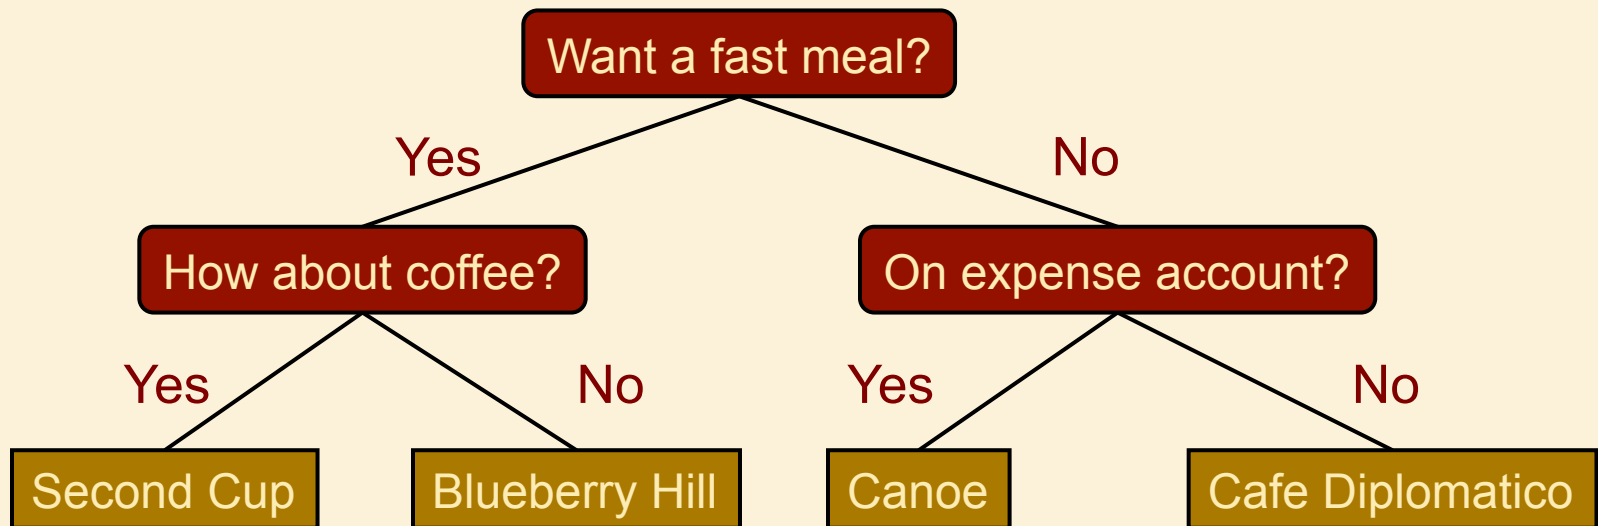 Want a fast meal?
Yes
No
How about coffee?
On expense account?
Yes
No
Yes
No
Second Cup
Blueberry Hill
Canoe
Cafe Diplomatico